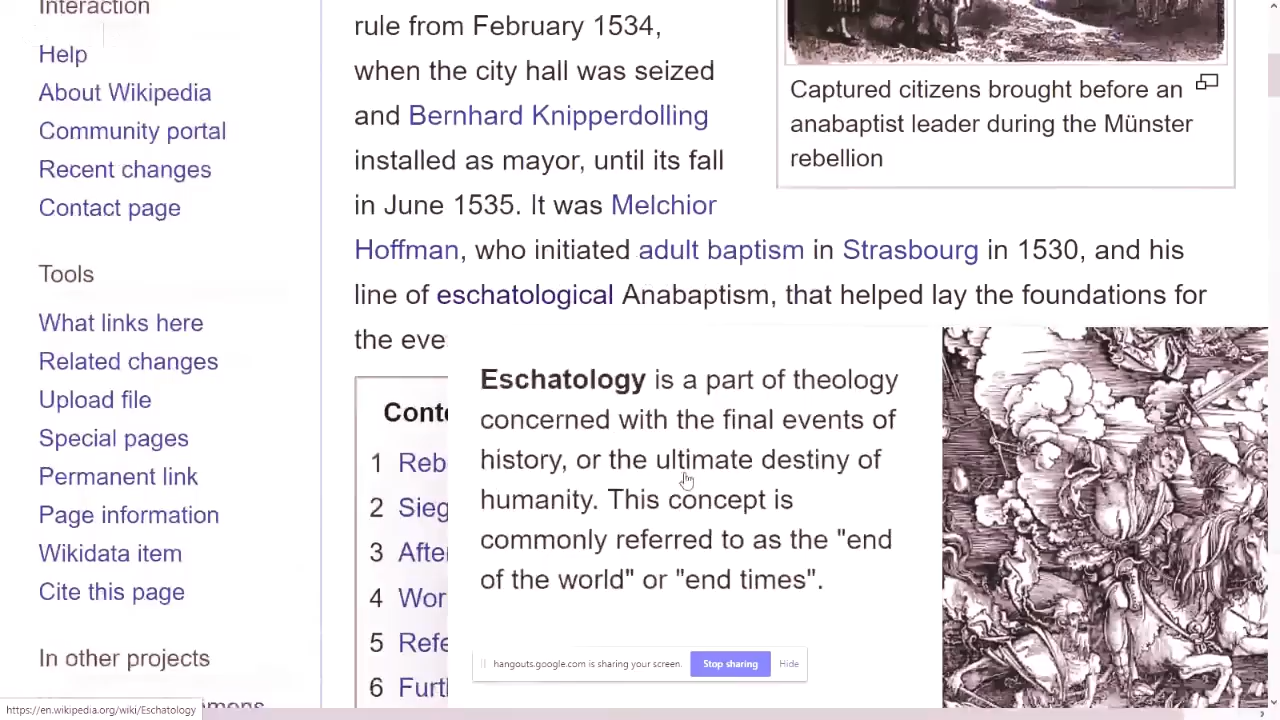 Interaction
Help
About Wikipedia
Community portal
Recent changes
Contact page
Tools
What links here
Related changes
Upload file
Special pages
Permanent link
Page information
Wikidata item
Cite this page
In other projects
rule from February 1534,
when the city hall was seized
and Bernhard Knipperdolling
installed as mayor, until its fall
in June 1535. It was Melchior
Hoffman, who initiated adult baptism in Strasbourg in 1530, and his
line of eschatological Anabaptism, that helped lay the foundations for
the eve
Captured citizens brought before an
anabaptist leader during the Münster
rebellion
Conte
1 Reb
2 Sieg
3 After
4 Wor
5 Refe
6 Furt
Eschatology is a part of theology
concerned with the final events of
history, or the ultimate destiny of
humanity. This concept is
commonly referred to as the "end
of the world" or "end times".
hangouts.google.com is sharing your screen. Stop sharing Hide
https://en.wikipedia.org/wiki/Eschatology